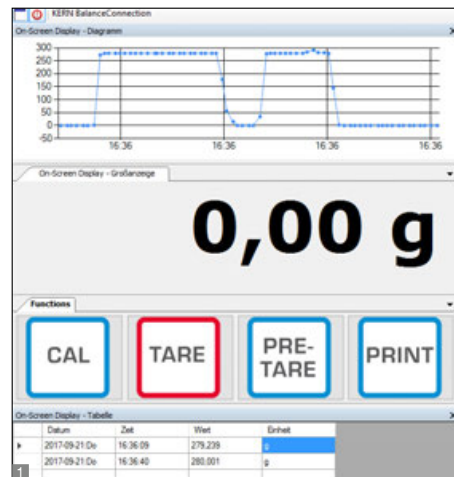 KERN BalanceConnection
On-Screen Display - Diagramm
300
250
200
150
100
50
0
-50
16:36 16:36 16:36 16:36
On-Screen Display - Großanzeige
0,00 g
Functions
CAL
TARE
PRE-
TARE
PRINT
On-Screen Display - Tabelle
Datum Zeit Wert Einheit
2017-09-21:Do 16:36:09 279,239 g
2017-09-21:Do 16:36:40 280,001 g
1